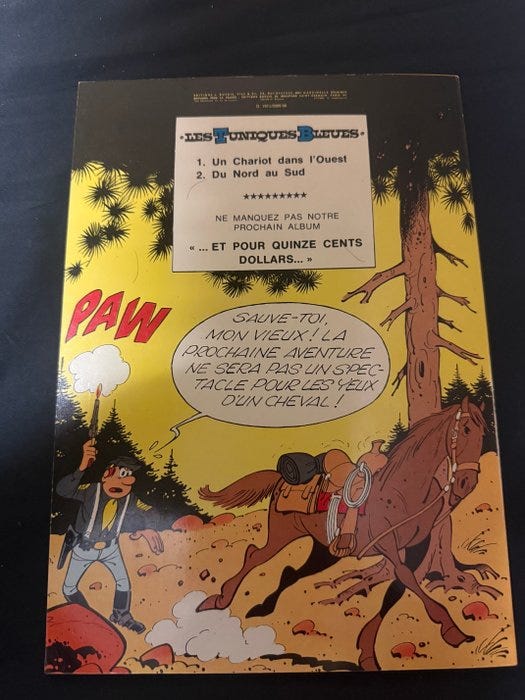 •LES TUNIQUES BLEUES•
1. Un Chariot dans l'Ouest
2. Du Nord au Sud
★★★★★★★★★
NE MANQUEZ PAS NOTRE
PROCHAIN ALBUM
« ... ET POUR QUINZE CENTS
DOLLARS... »
PAW
SAUVE-TOI,
MON VIEUX! LA
PROCHAINE AVENTURE
NE SERA PAS UN SPEC-
TACLE POUR LES YEUX
D'UN CHEVAL!